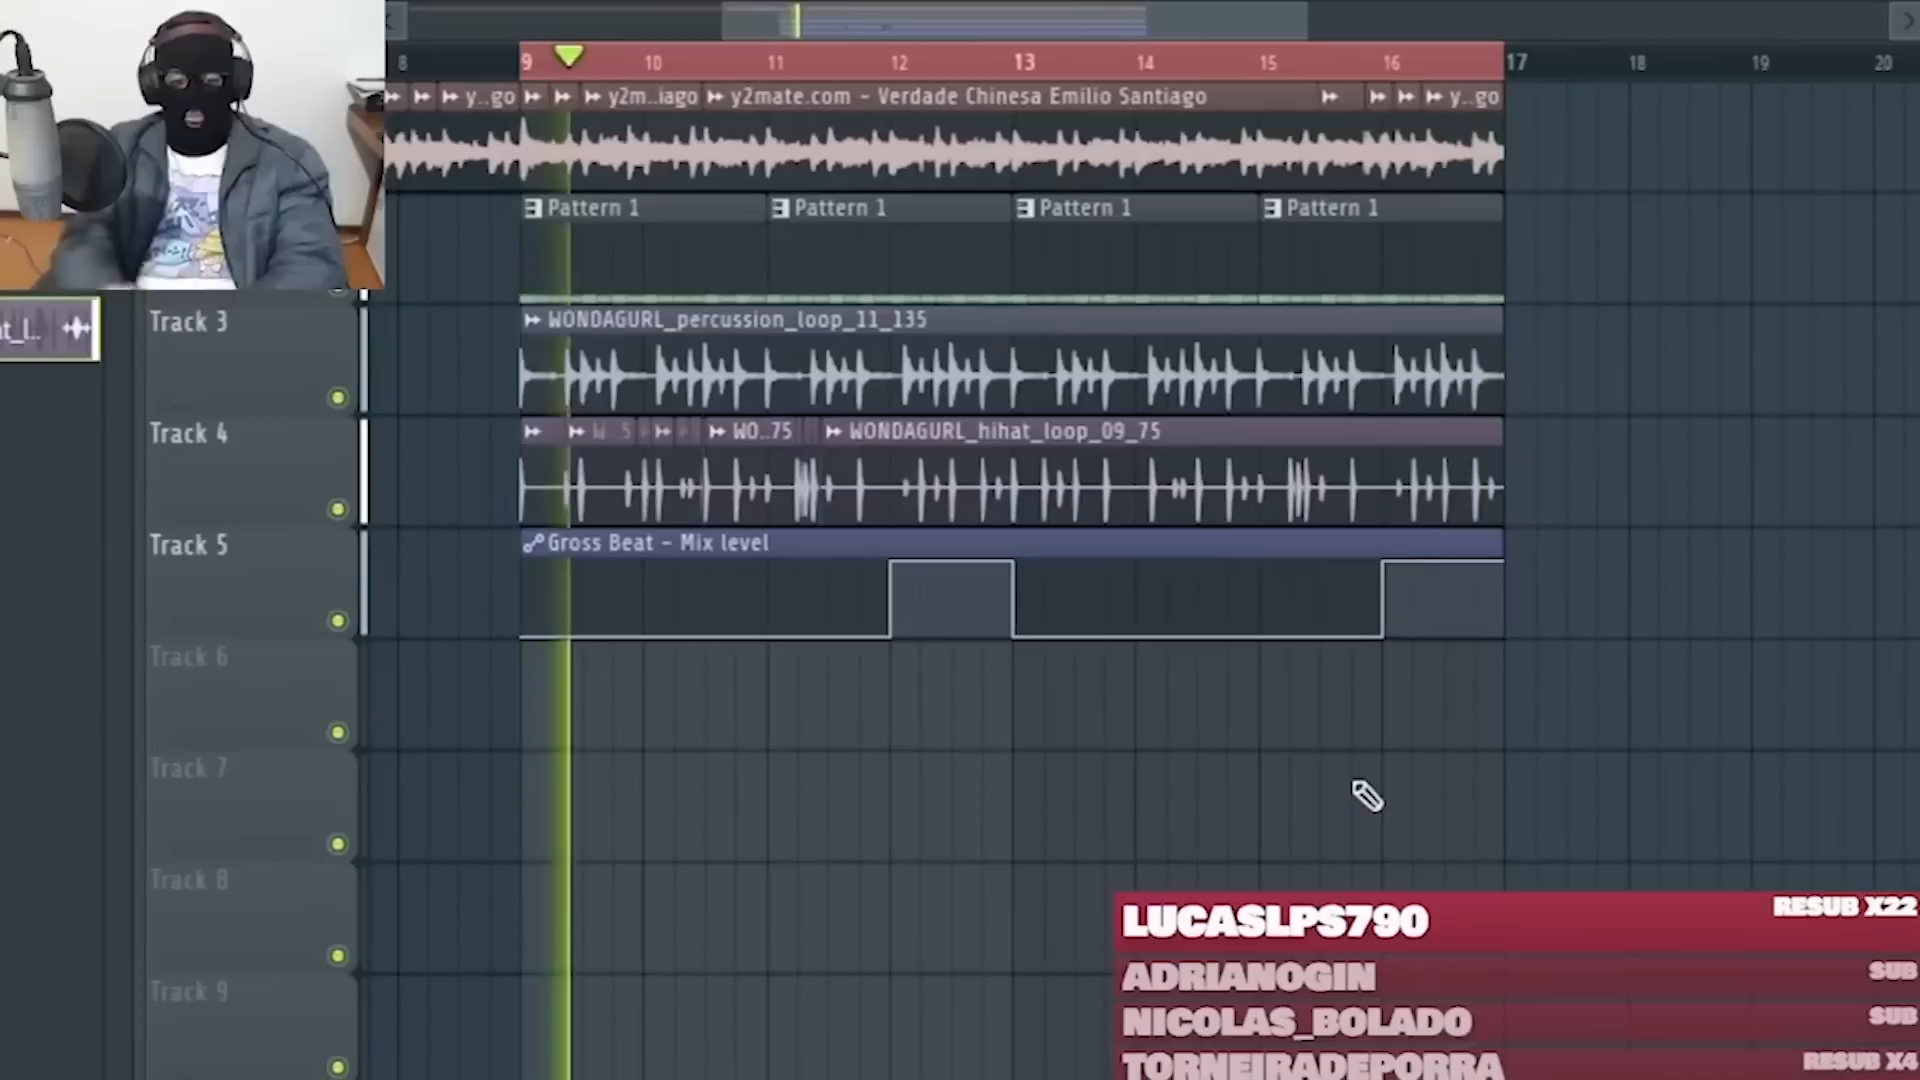 8 9 10 11 12 13 14 15 16 17 18 19 20
y..go y2m..iago y2mate.com - Verdade Chinesa Emílio Santiago y..go
Pattern 1 Pattern 1 Pattern 1 Pattern 1
Track 3 WONDAGURL_percussion_loop_11_135
Track 4 WO..75 WONDAGURL_hihat_loop_09_75
Track 5 Gross Beat - Mix level
Track 6
Track 7
Track 8
Track 9
LUCASLPS790 RESUB X22
ADRIANOGIN SUB
NICOLAS_BOLADO SUB
TORNEIRADEPORRA RESUB X4